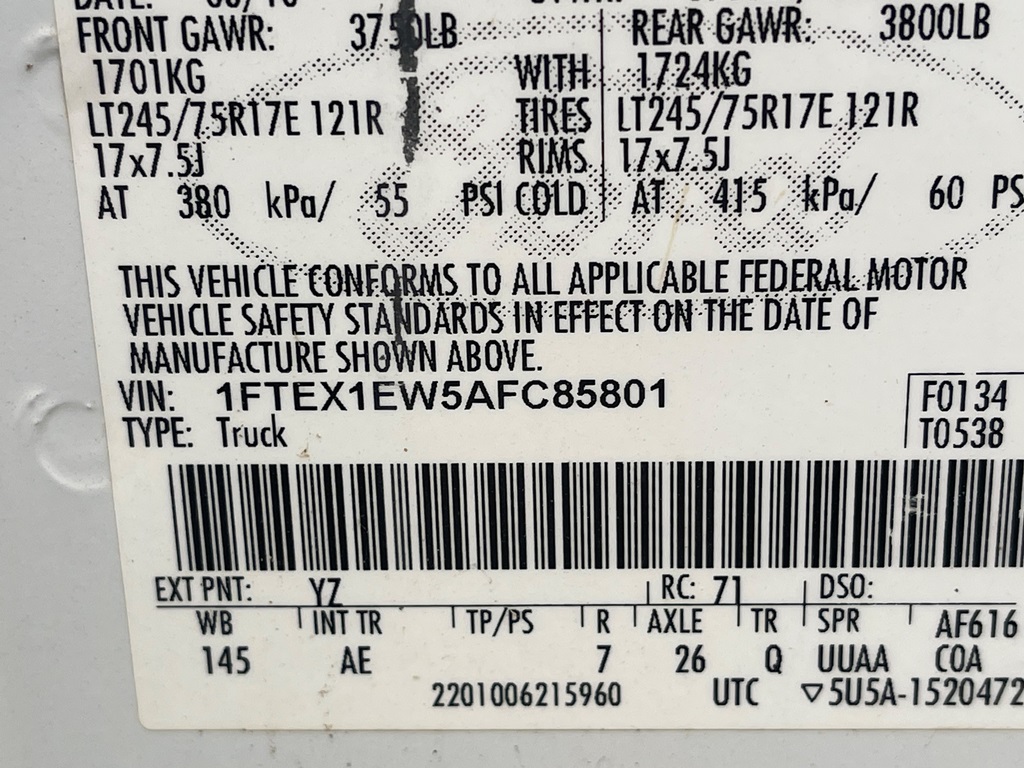 FRONT GAWR: 3750LB REAR GAWR: 3800LB
1701KG WITH 1724KG
LT245/75R17E 121R TIRES LT245/75R17E 121R
17x7.5J RIMS 17x7.5J
AT 380 kPa/ 55 PSI COLD AT 415 kPa/ 60 PS
THIS VEHICLE CONFORMS TO ALL APPLICABLE FEDERAL MOTOR
VEHICLE SAFETY STANDARDS IN EFFECT ON THE DATE OF
MANUFACTURE SHOWN ABOVE.
VIN: 1FTEX1EW5AFC85801 F0134
TYPE: Truck T0538
EXT PNT: YZ RC: 71 DSO:
WB INT TR TP/PS R AXLE TR SPR AF616
145 AE 7 26 Q UUAA COA
2201006215960 UTC ▽5U5A-1520472